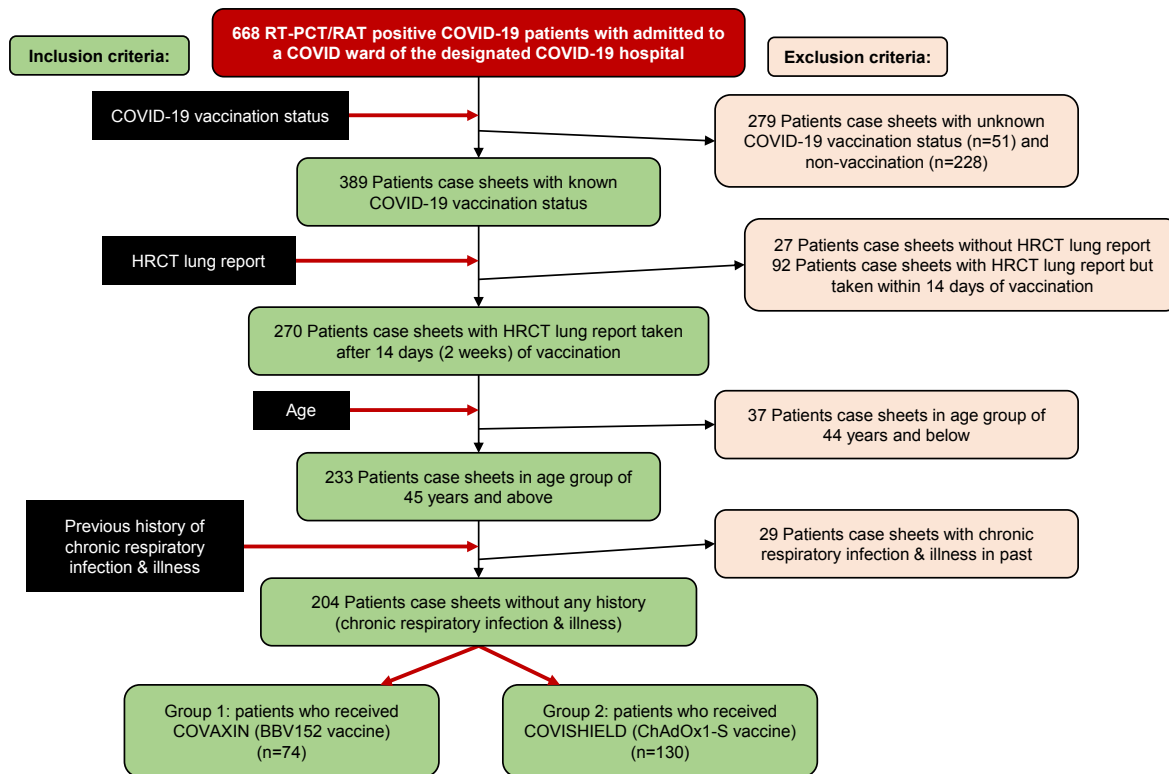 668 RT-PCT/RAT positive COVID-19 patients with admitted to
a COVID ward of the designated COVID-19 hospital
Inclusion criteria:
Exclusion criteria:
COVID-19 vaccination status
279 Patients case sheets with unknown
COVID-19 vaccination status (n=51) and
non-vaccination (n=228)
389 Patients case sheets with known
COVID-19 vaccination status
HRCT lung report
27 Patients case sheets without HRCT lung report
92 Patients case sheets with HRCT lung report but
taken within 14 days of vaccination
270 Patients case sheets with HRCT lung report taken
after 14 days (2 weeks) of vaccination
Age
37 Patients case sheets in age group of
44 years and below
233 Patients case sheets in age group of
45 years and above
Previous history of
chronic respiratory
infection & illness
29 Patients case sheets with chronic
respiratory infection & illness in past
204 Patients case sheets without any history
(chronic respiratory infection & illness)
Group 1: patients who received
COVAXIN (BBV152 vaccine)
(n=74)
Group 2: patients who received
COVISHIELD (ChAdOx1-S vaccine)
(n=130)